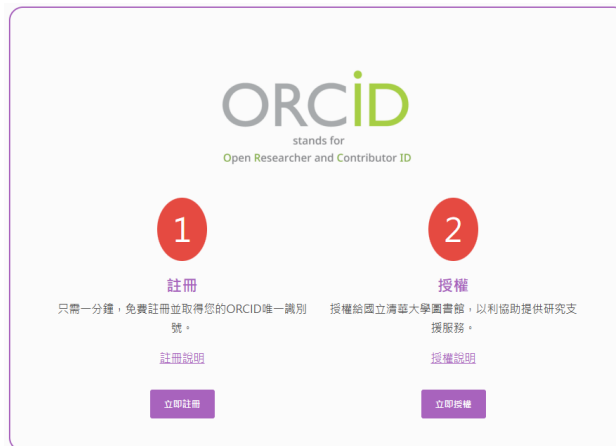 ORCiD
stands for
Open Researcher and Contributor ID
1
註冊
只需一分鐘，免費註冊並取得您的ORCID唯一識別
號。
註冊說明
立即註冊
2
授權
授權給國立清華大學圖書館，以利協助提供研究支
援服務。
授權說明
立即授權